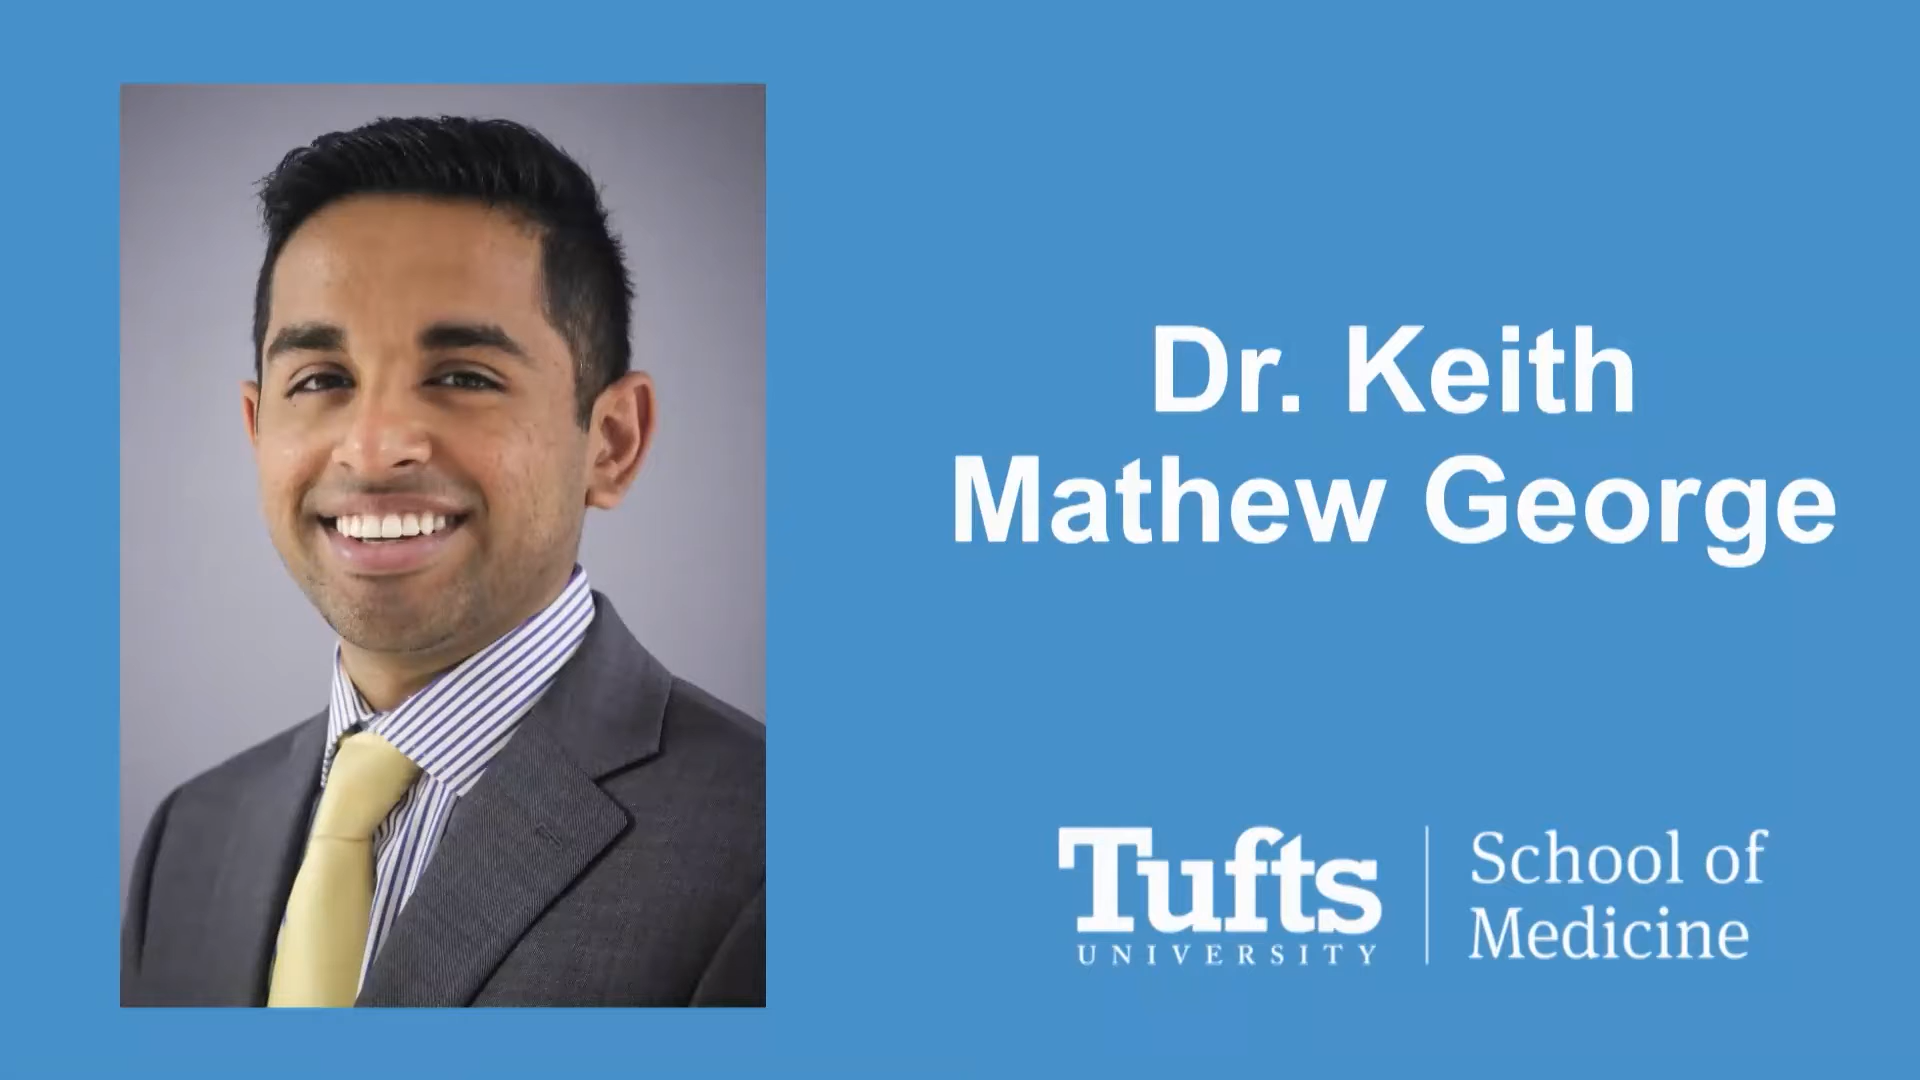 Dr. Keith
Mathew George
Tufts
UNIVERSITY
School of
Medicine